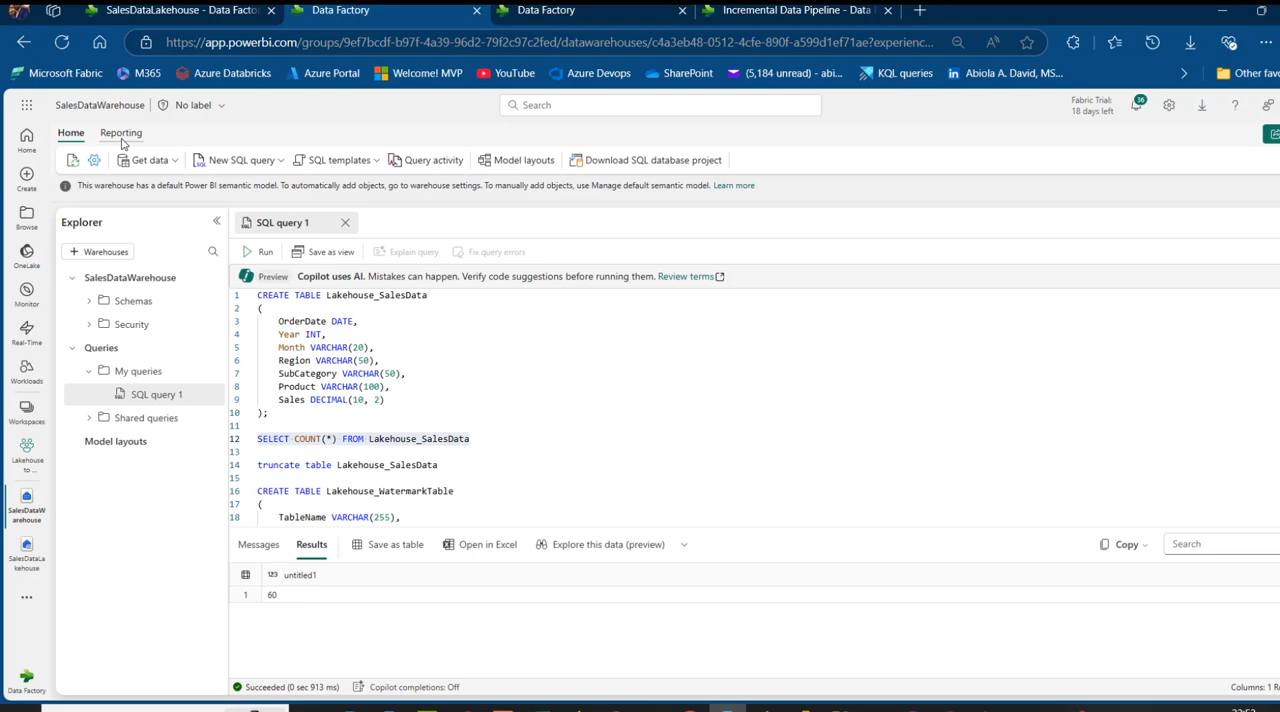 SalesDataLakehouse - Data Facto
Data Factory
Data Factory
Incremental Data Pipeline - Data
https://app.powerbi.com/groups/9ef7bcdf-b97f-4a39-96d2-79f2c97c2fed/datawarehouses/c4a3eb48-0512-4cfe-890f-a599d1ef71ae?experienc...
Microsoft Fabric M365 Azure Databricks Azure Portal Welcome! MVP YouTube Azure Devops SharePoint (5,184 unread) - abi... KQL queries Abiola A. David, MS... Other fav
SalesDataWarehouse No label Search Fabric Trial:
18 days left
36
Home Reporting
Get data New SQL query SQL templates Query activity Model layouts Download SQL database project
This warehouse has a default Power BI semantic model. To automatically add objects, go to warehouse settings. To manually add objects, use Manage default semantic model. Learn more
Home
Create
Browse
OneLake
Monitor
Real-Time
Workloads
Workspaces
Lakehouse
to ...
SalesDataW
arehouse
SalesDataLa
kehouse
Data Factory
Explorer
+ Warehouses
SalesDataWarehouse
Schemas
Security
Queries
My queries
SQL query 1
Shared queries
Model layouts
SQL query 1
Run Save as view Explain query Fix query errors
Preview Copilot uses AI. Mistakes can happen. Verify code suggestions before running them. Review terms
1 CREATE TABLE Lakehouse_SalesData
2 (
3 OrderDate DATE,
4 Year INT,
5 Month VARCHAR(20),
6 Region VARCHAR(50),
7 SubCategory VARCHAR(50),
8 Product VARCHAR(100),
9 Sales DECIMAL(10, 2)
10 );
11
12 SELECT COUNT(*) FROM Lakehouse_SalesData
13
14 truncate table Lakehouse_SalesData
15
16 CREATE TABLE Lakehouse_WatermarkTable
17 (
18 TableName VARCHAR(255),
Messages Results Save as table Open in Excel Explore this data (preview) Copy Search
123 untitled1
1 60
Succeeded (0 sec 913 ms) Copilot completions: Off Columns: 1 R